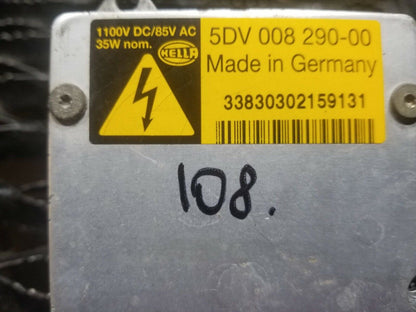 1100V DC/85V AC
35W nom.
HELLA
5DV 008 290-00
Made in Germany
33830302159131
108.